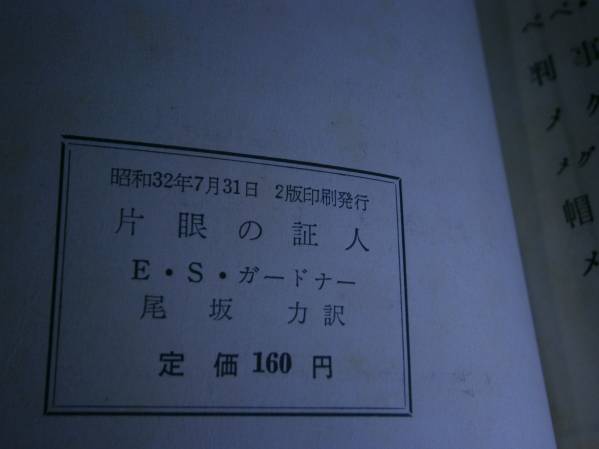 昭和32年7月31日 2版印刷発行
片眼の証人
E・S・ガードナー
尾坂 力訳
定価 160 円